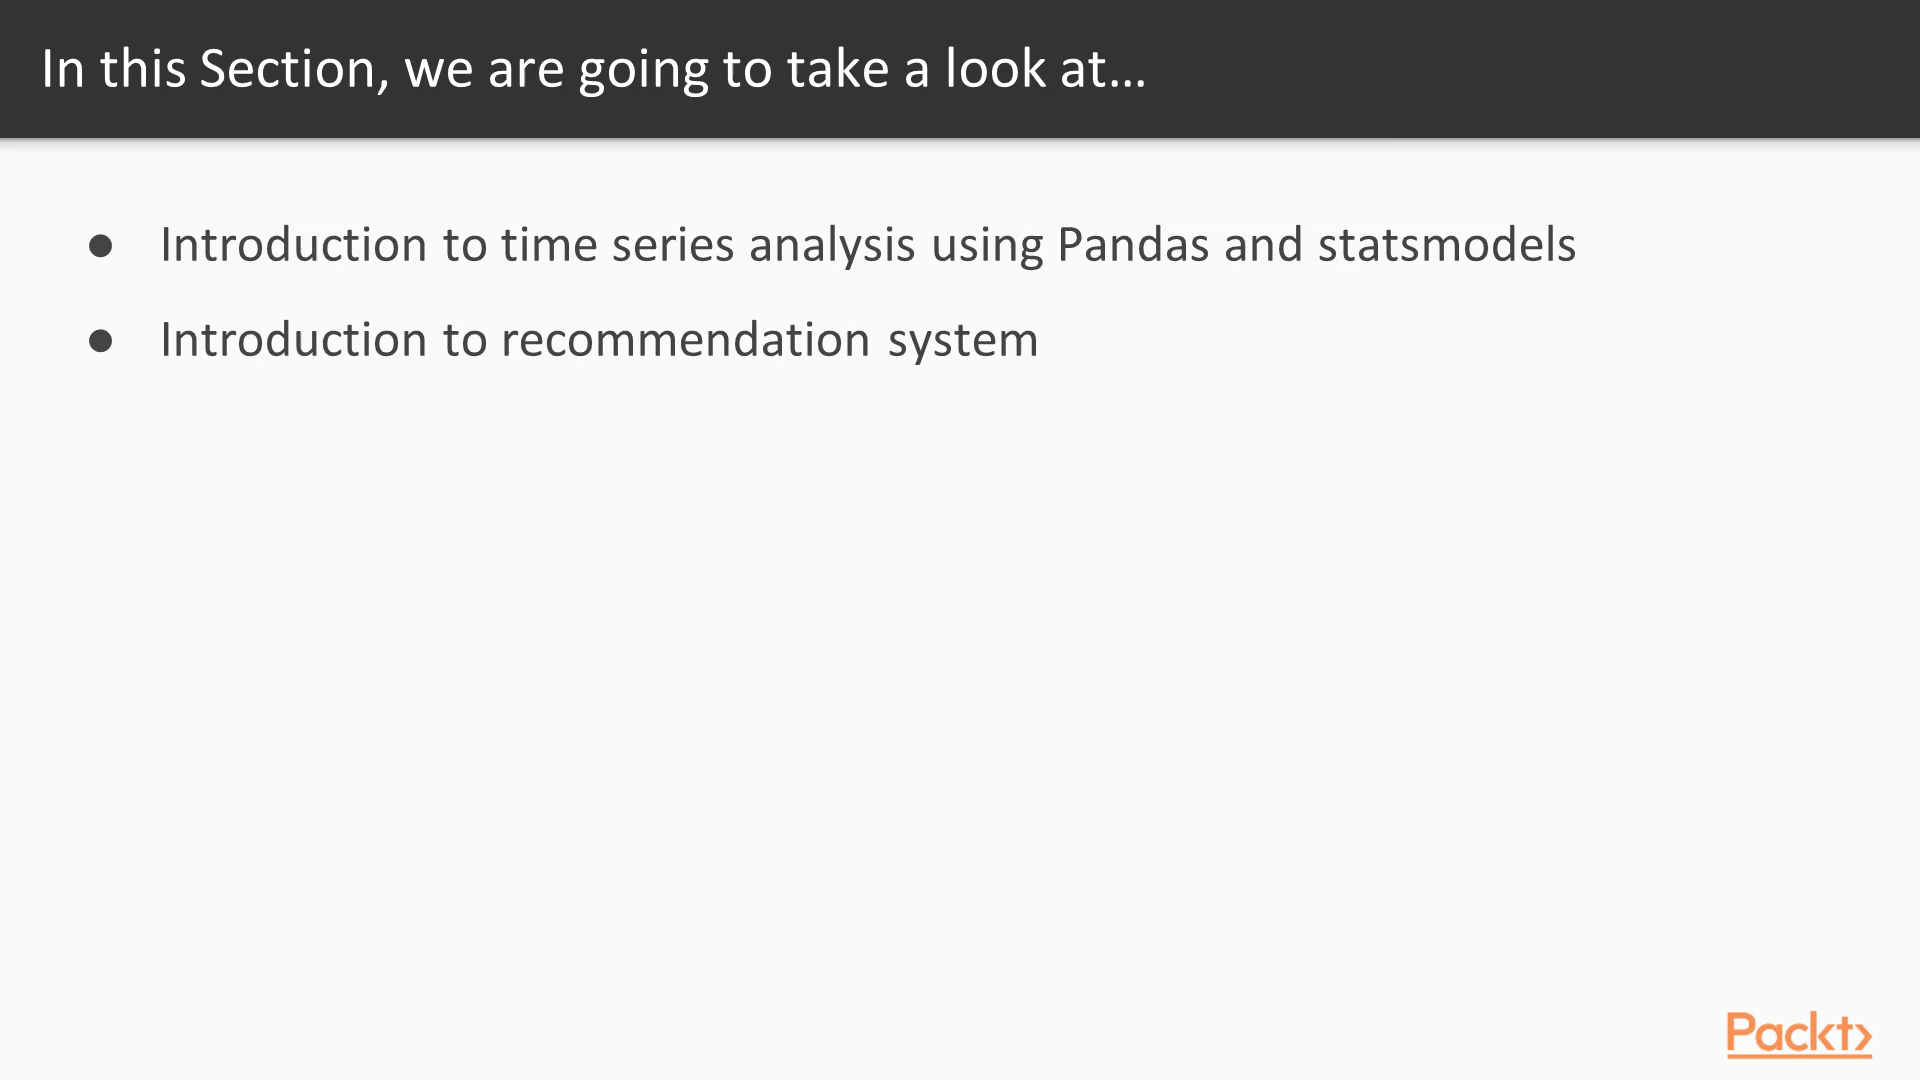 In this Section, we are going to take a look at...
● Introduction to time series analysis using Pandas and statsmodels
● Introduction to recommendation system
Packt>